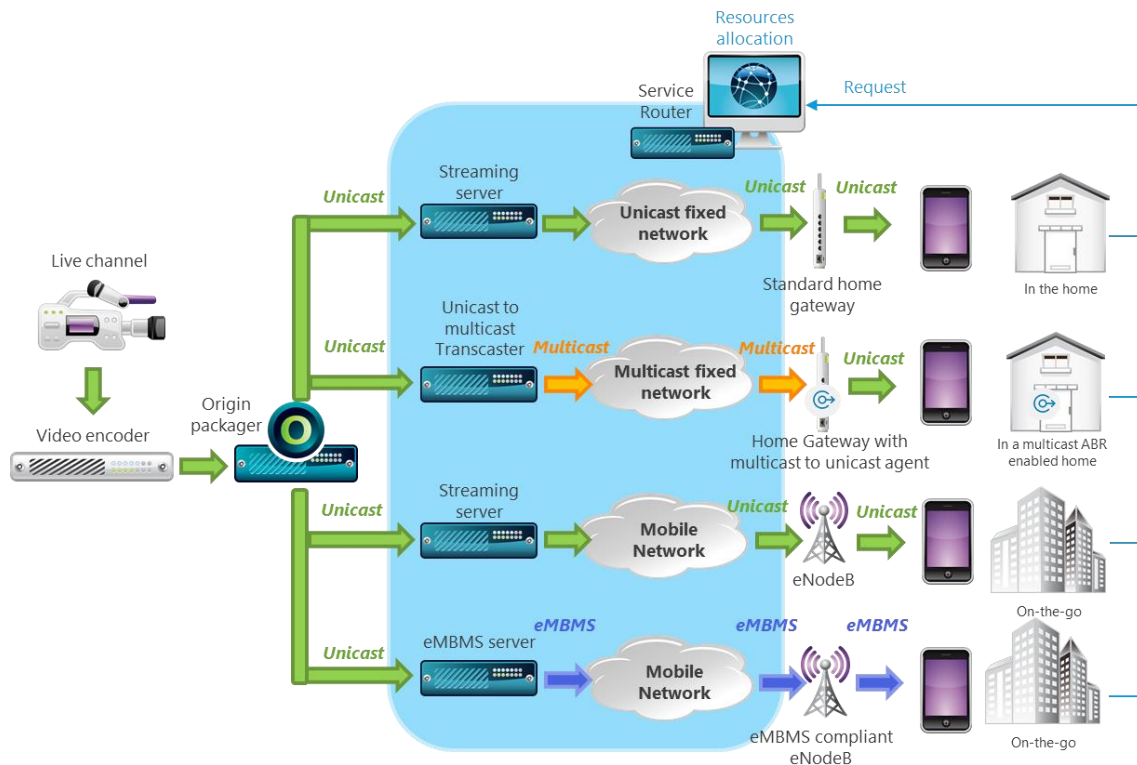 Resources
allocation
Request
Service
Router
Streaming
server
Unicast
Unicast fixed
network
Unicast
Unicast
Standard home
gateway
In the home
Live channel
Unicast to
multicast
Transcaster
Unicast
Multicast
Multicast fixed
network
Multicast
Unicast
Home Gateway with
multicast to unicast agent
In a multicast ABR
enabled home
Video encoder
Origin
packager
O
Streaming
server
Unicast
Mobile
Network
Unicast
Unicast
eNodeB
On-the-go
Unicast
eMBMS server
eMBMS
Mobile
Network
eMBMS
eMBMS
eMBMS compliant
eNodeB
On-the-go